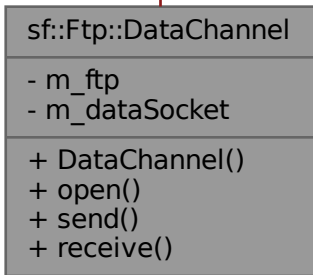 sf::Ftp::DataChannel
- m_ftp
- m_dataSocket
+ DataChannel()
+ open()
+ send()
+ receive()